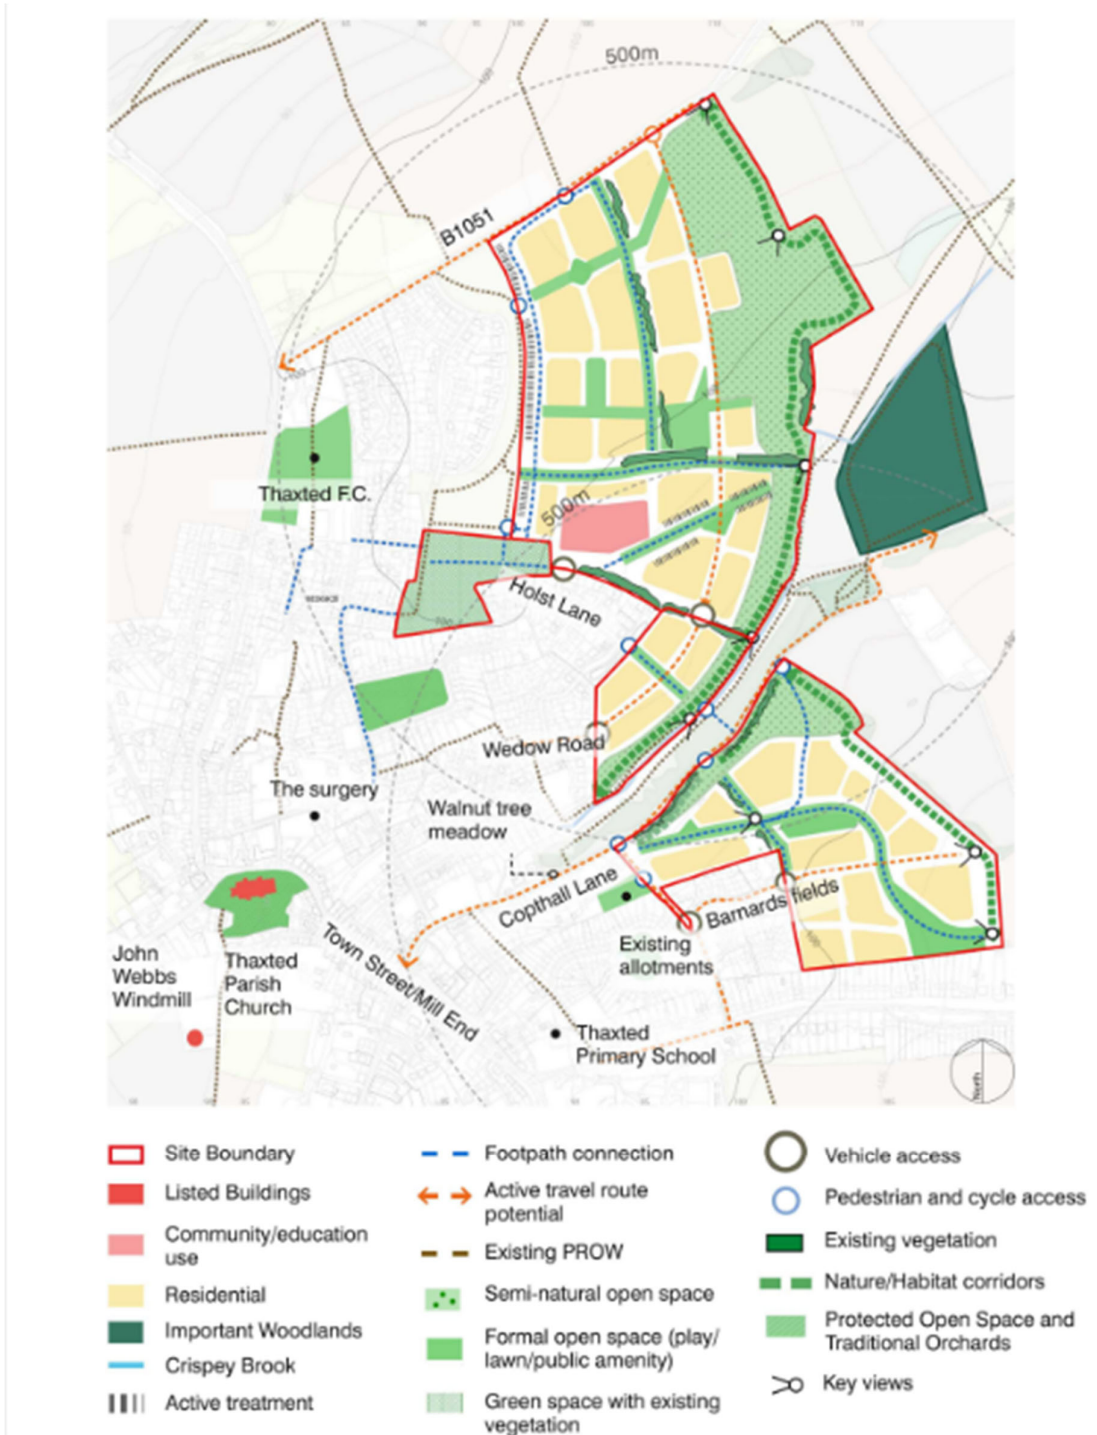 500m
B1051
Thaxted F.C.
500m
Holst Lane
Wedow Road
The surgery
Walnut tree
meadow
Copthall Lane
Barnards fields
Existing
allotments
John
Webbs
Windmill
Thaxted
Parish
Church
Town Street/Mill End
Thaxted
Primary School
North
Site Boundary
Listed Buildings
Community/education
use
Residential
Important Woodlands
Crispey Brook
Active treatment
Footpath connection
Active travel route
potential
Existing PROW
Semi-natural open space
Formal open space (play/
lawn/public amenity)
Green space with existing
vegetation
Vehicle access
Pedestrian and cycle access
Existing vegetation
Nature/Habitat corridors
Protected Open Space and
Traditional Orchards
Key views